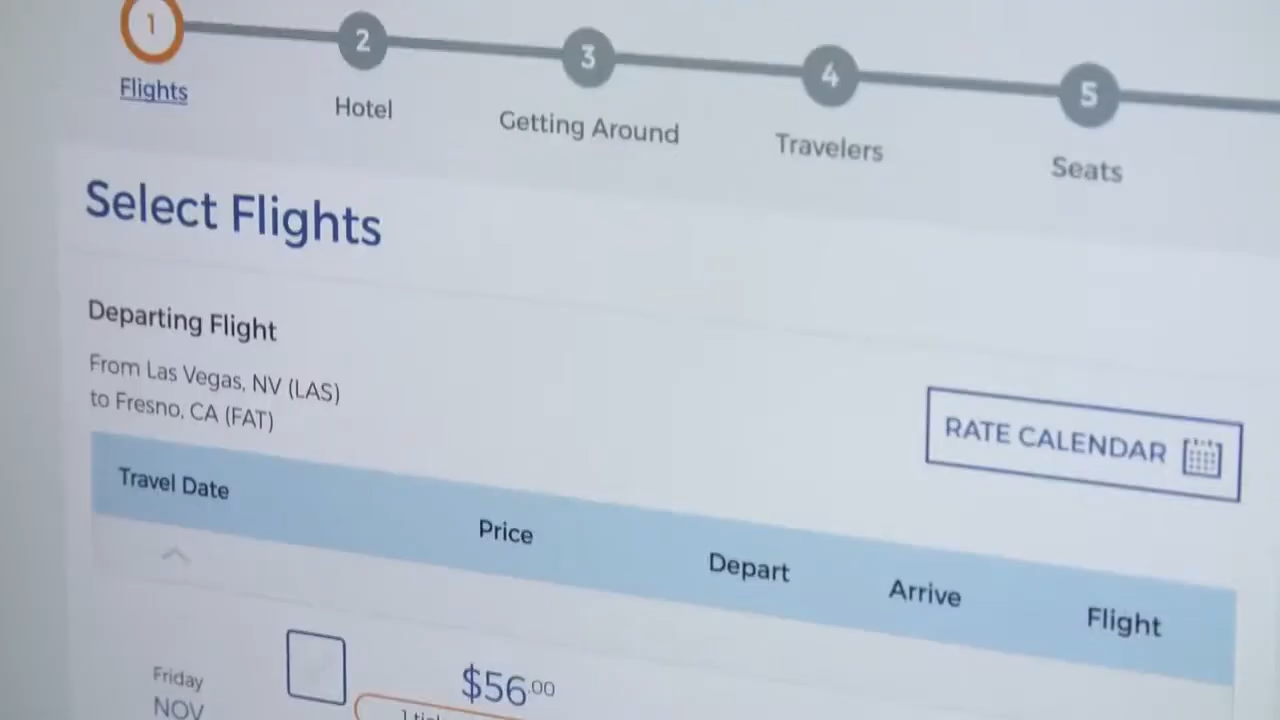 1
2
3
4
5
Flights
Hotel
Getting Around
Travelers
Seats
Select Flights
Departing Flight
From Las Vegas, NV (LAS)
to Fresno, CA (FAT)
RATE CALENDAR
Travel Date
Price
Depart
Arrive
Flight
Friday
NOV
$56.00
1